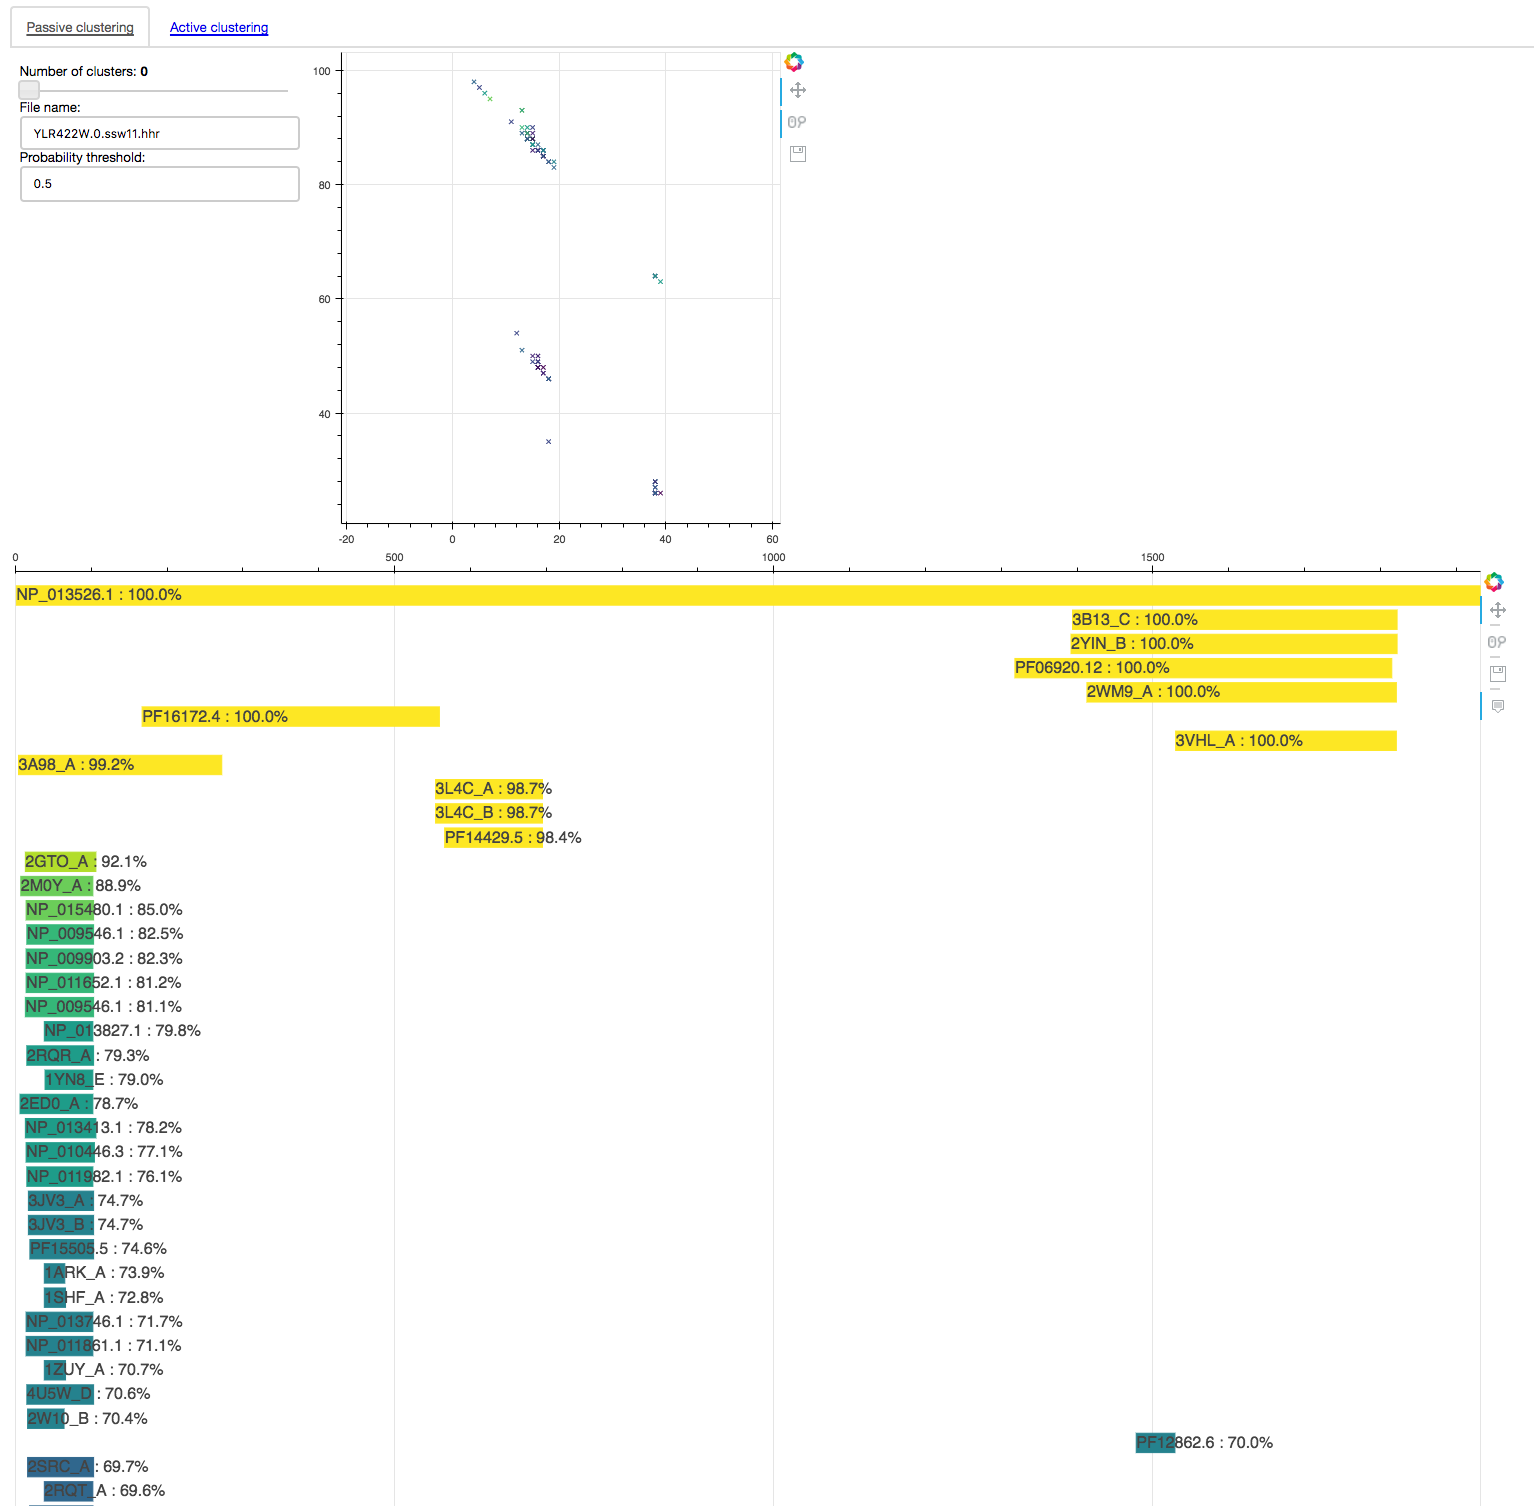 Passive clustering
Active clustering
Number of clusters: 0
File name:
YLR422W.0.ssw11.hhr
Probability threshold:
0.5
100
80
60
40
-20 0 20 40 60
0 500 1000 1500
NP_013526.1 : 100.0%
3B13_C : 100.0%
2YIN_B : 100.0%
PF06920.12 : 100.0%
2WM9_A : 100.0%
PF16172.4 : 100.0%
3VHL_A : 100.0%
3A98_A : 99.2%
3L4C_A : 98.7%
3L4C_B : 98.7%
PF14429.5 : 98.4%
2GTO_A : 92.1%
2M0Y_A : 88.9%
NP_015480.1 : 85.0%
NP_009546.1 : 82.5%
NP_009903.2 : 82.3%
NP_011652.1 : 81.2%
NP_009546.1 : 81.1%
NP_013827.1 : 79.8%
2RQR_A : 79.3%
1YN8_E : 79.0%
2ED0_A : 78.7%
NP_013413.1 : 78.2%
NP_010446.3 : 77.1%
NP_011982.1 : 76.1%
3JV3_A : 74.7%
3JV3_B : 74.7%
PF15505.5 : 74.6%
1ARK_A : 73.9%
1SHF_A : 72.8%
NP_013746.1 : 71.7%
NP_011861.1 : 71.1%
1ZUY_A : 70.7%
4U5W_D : 70.6%
2W10_B : 70.4%
PF12862.6 : 70.0%
2SRC_A : 69.7%
2RQT_A : 69.6%